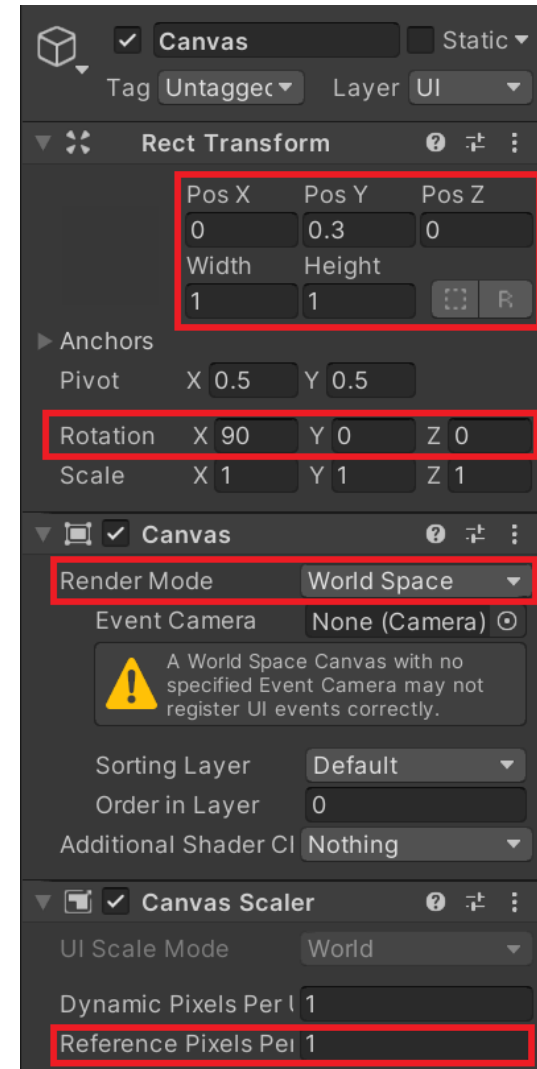 Canvas Static
Tag Untaggec Layer UI
Rect Transform
Pos X Pos Y Pos Z
0 0.3 0
Width Height
1 1 R
Anchors
Pivot X 0.5 Y 0.5
Rotation X 90 Y 0 Z 0
Scale X 1 Y 1 Z 1
Canvas
Render Mode World Space
Event Camera None (Camera)
A World Space Canvas with no
specified Event Camera may not
register UI events correctly.
Sorting Layer Default
Order in Layer 0
Additional Shader Cl Nothing
Canvas Scaler
UI Scale Mode World
Dynamic Pixels Per U 1
Reference Pixels Per 1